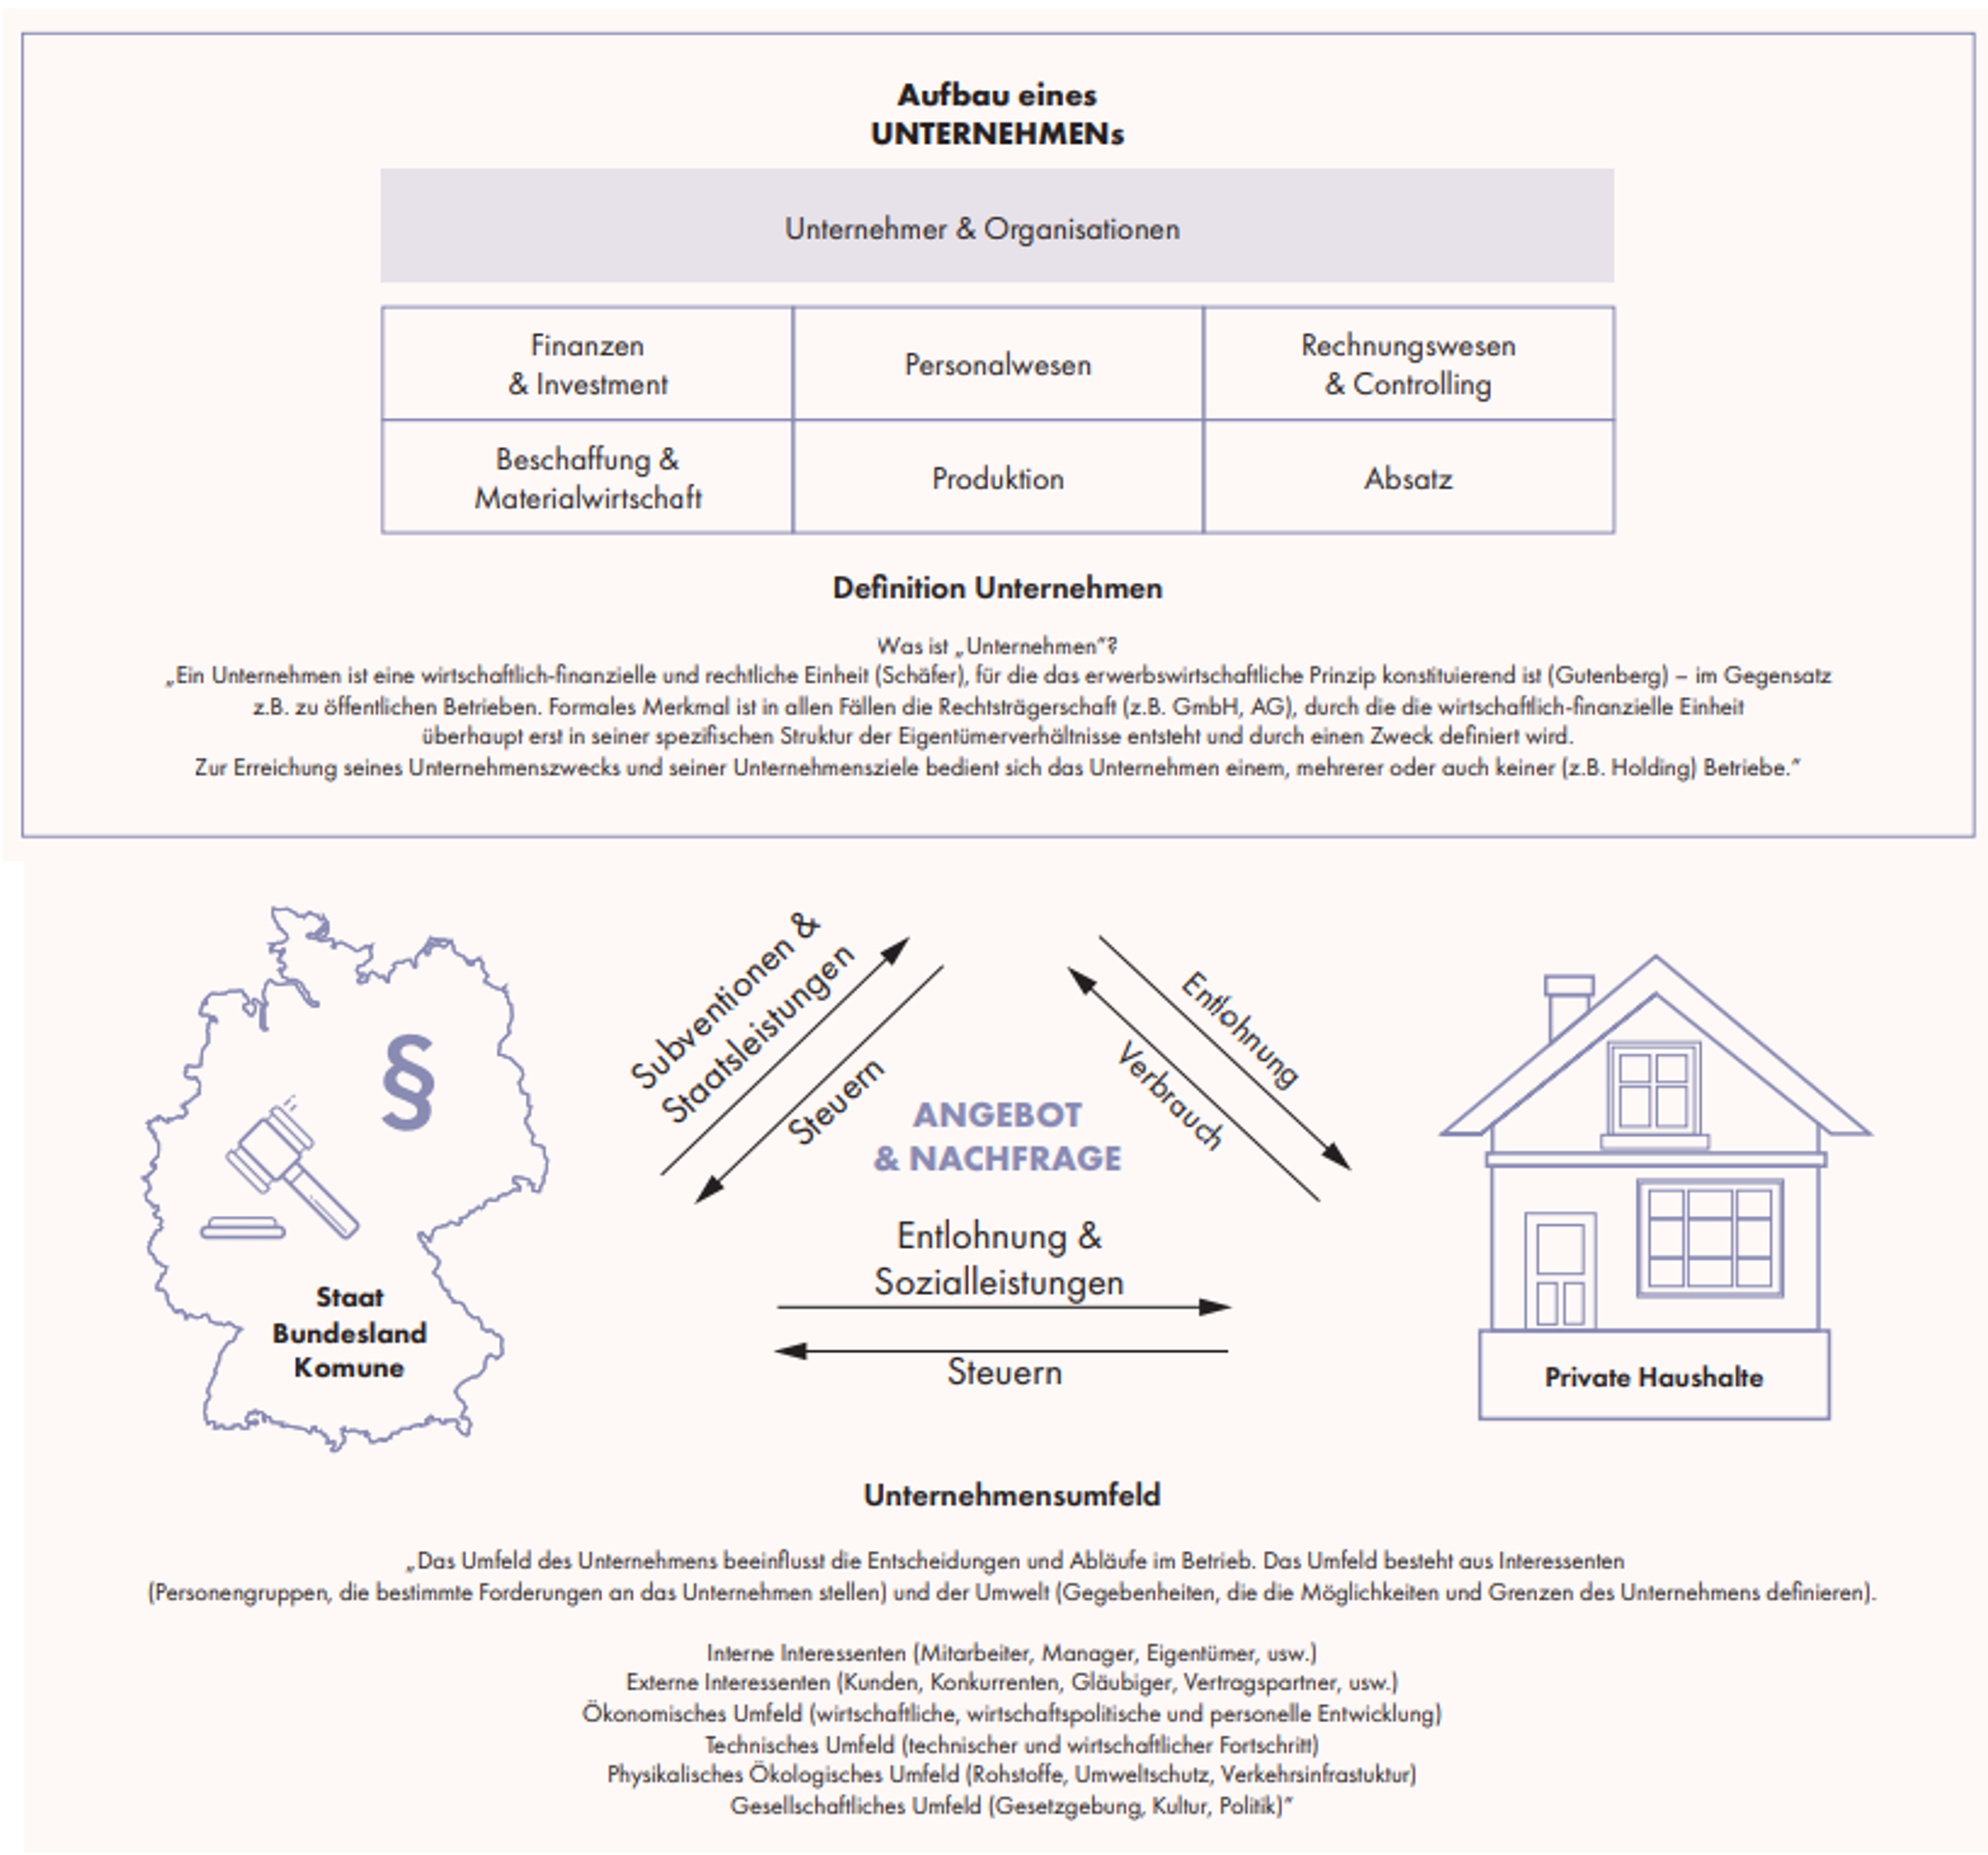 Aufbau eines
UNTERNEHMENs
Unternehmer & Organisationen
Finanzen
& Investment
Personalwesen
Rechnungswesen
& Controlling
Beschaffung &
Materialwirtschaft
Produktion
Absatz
Definition Unternehmen
Was ist „Unternehmen“?
„Ein Unternehmen ist eine wirtschaftlich-finanzielle und rechtliche Einheit (Schäfer), für die das erwerbswirtschaftliche Prinzip konstituierend ist (Gutenberg) – im Gegensatz
z.B. zu öffentlichen Betrieben. Formales Merkmal ist in allen Fällen die Rechtsträgerschaft (z.B. GmbH, AG), durch die die wirtschaftlich-finanzielle Einheit
überhaupt erst in seiner spezifischen Struktur der Eigentümerverhältnisse entsteht und durch einen Zweck definiert wird.
Zur Erreichung seines Unternehmenszwecks und seiner Unternehmensziele bedient sich das Unternehmen einem, mehrerer oder auch keiner (z.B. Holding) Betriebe.“
Subventionen &
Staatsleistungen
Steuern
Entlohnung
Verbrauch
ANGEBOT
& NACHFRAGE
Entlohnung &
Sozialleistungen
Steuern
§
Staat
Bundesland
Komune
Private Haushalte
Unternehmensumfeld
„Das Umfeld des Unternehmens beeinflusst die Entscheidungen und Abläufe im Betrieb. Das Umfeld besteht aus Interessenten
(Personengruppen, die bestimmte Forderungen an das Unternehmen stellen) und der Umwelt (Gegebenheiten, die die Möglichkeiten und Grenzen des Unternehmens definieren).
Interne Interessenten (Mitarbeiter, Manager, Eigentümer, usw.)
Externe Interessenten (Kunden, Konkurrenten, Gläubiger, Vertragspartner, usw.)
Ökonomisches Umfeld (wirtschaftliche, wirtschaftspolitische und personelle Entwicklung)
Technisches Umfeld (technischer und wirtschaftlicher Fortschritt)
Physikalisches Ökologisches Umfeld (Rohstoffe, Umweltschutz, Verkehrsinfrastuktur)
Gesellschaftliches Umfeld (Gesetzgebung, Kultur, Politik)“